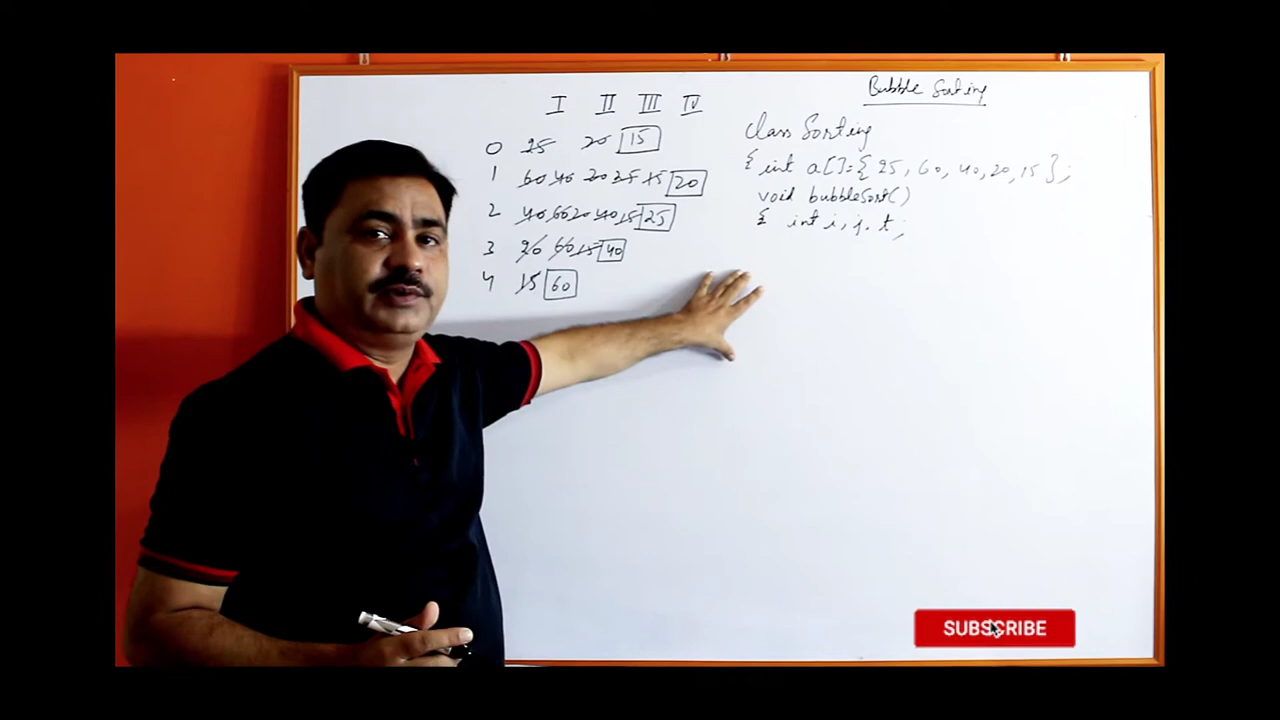 Bubble Sorting
I II III IV
0 25 20 15
1 60 40 20 25 15 20
2 40 60 20 40 15 25
3 20 60 15 40
4 15 60
class Sorting
{ int a[]={ 25, 60, 40, 20, 15 };
void bubbleSort()
{ int i, j, t;
SUBSCRIBE